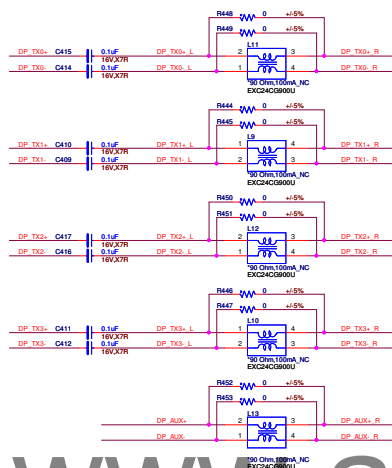 R448 0 +/-5%
R449 0 +/-5%
L11
DP_TX0+ C415 0.1uF DP_TX0+_L 2 3 DP_TX0+_R
16V,X7R
DP_TX0- C414 0.1uF DP_TX0-_L 1 4 DP_TX0-_R
16V,X7R
*90 Ohm,100mA_NC
EXC24CG900U
R444 0 +/-5%
R445 0 +/-5%
L9
DP_TX1+ C410 0.1uF DP_TX1+_L 1 4 DP_TX1+_R
16V,X7R
DP_TX1- C409 0.1uF DP_TX1-_L 2 3 DP_TX1-_R
16V,X7R
*90 Ohm,100mA_NC
EXC24CG900U
R450 0 +/-5%
R451 0 +/-5%
L12
DP_TX2+ C417 0.1uF DP_TX2+_L 2 3 DP_TX2+_R
16V,X7R
DP_TX2- C416 0.1uF DP_TX2-_L 1 4 DP_TX2-_R
16V,X7R
*90 Ohm,100mA_NC
EXC24CG900U
R446 0 +/-5%
R447 0 +/-5%
L10
DP_TX3+ C411 0.1uF DP_TX3+_L 1 4 DP_TX3+_R
16V,X7R
DP_TX3- C412 0.1uF DP_TX3-_L 2 3 DP_TX3-_R
16V,X7R
*90 Ohm,100mA_NC
EXC24CG900U
R452 0 +/-5%
R453 0 +/-5%
L13
DP_AUX+ 2 3 DP_AUX+_R
DP_AUX- 1 4 DP_AUX-_R
*90 Ohm,100mA_NC
EXC24CG900U